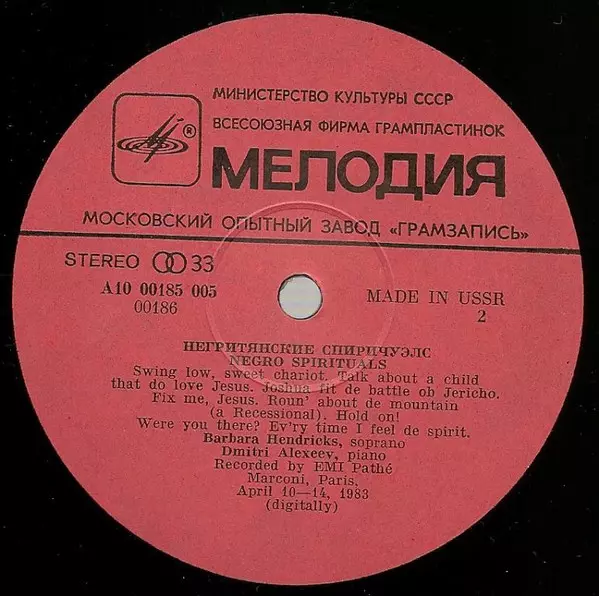 МИНИСТЕРСТВО КУЛЬТУРЫ СССР
ВСЕСОЮЗНАЯ ФИРМА ГРАМПЛАСТИНОК
®
МЕЛОДИЯ
МОСКОВСКИЙ ОПЫТНЫЙ ЗАВОД «ГРАМЗАПИСЬ»
STEREO 33
А10 00185 005
00186
MADE IN USSR
2
НЕГРИТЯНСКИЕ СПИРИЧУЭЛС
NEGRO SPIRITUALS
Swing low, sweet chariot. Talk about a child
that do love Jesus. Joshua fit de battle ob Jericho.
Fix me, Jesus. Roun' about de mountain
(a Recessional). Hold on!
Were you there? Ev'ry time I feel de spirit.
Barbara Hendricks, soprano
Dmitri Alexeev, piano
Recorded by EMI Pathé
Marconi, Paris,
April 10—14, 1983
(digitally)